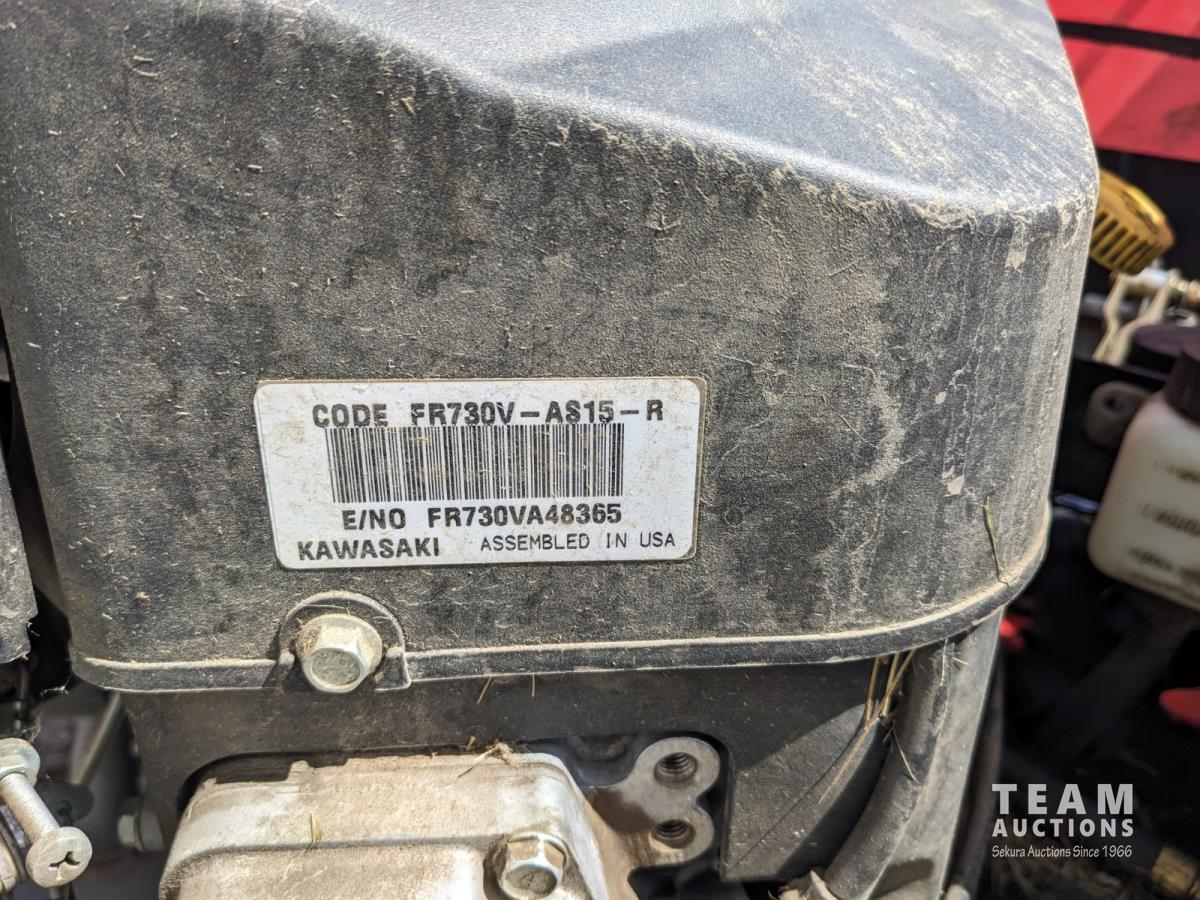 CODE FR730V-AS15-R
E/NO FR730VA48365
KAWASAKI ASSEMBLED IN USA
TEAM
AUCTIONS
Sekura Auctions Since 1966